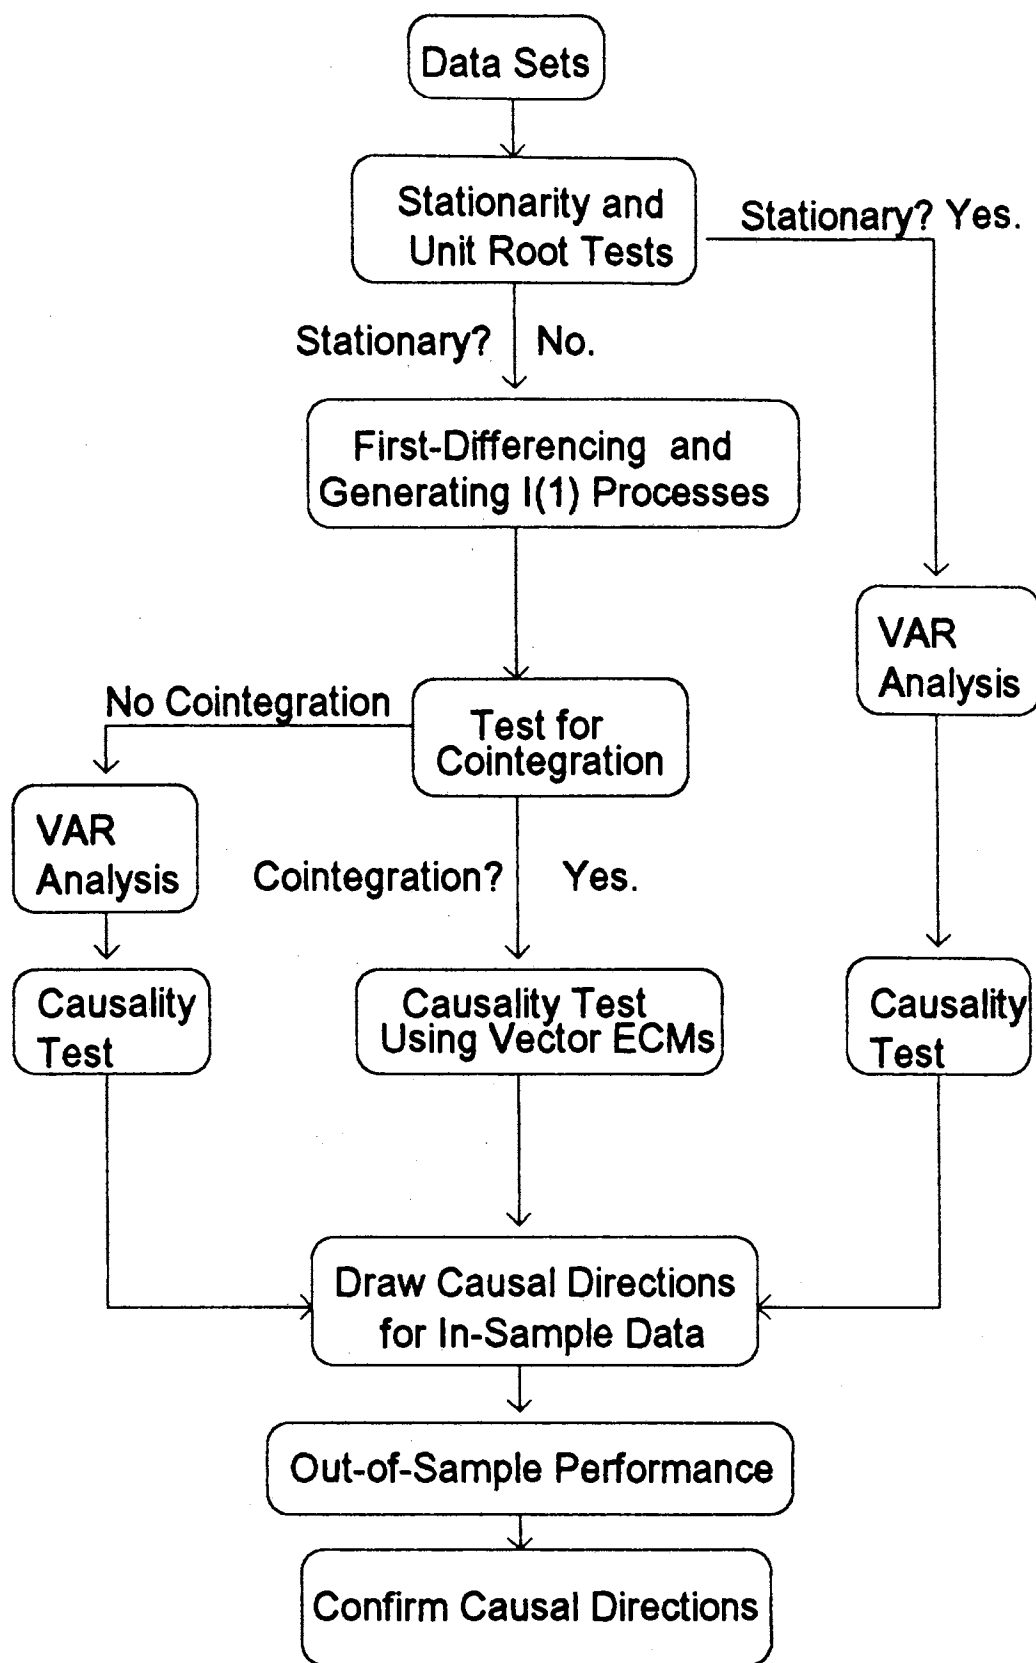 Data Sets
Stationarity and
Unit Root Tests
Stationary? Yes.
Stationary? No.
First-Differencing and
Generating I(1) Processes
VAR
Analysis
No Cointegration
Test for
Cointegration
VAR
Analysis
Cointegration? Yes.
Causality
Test
Causality Test
Using Vector ECMs
Causality
Test
Draw Causal Directions
for In-Sample Data
Out-of-Sample Performance
Confirm Causal Directions